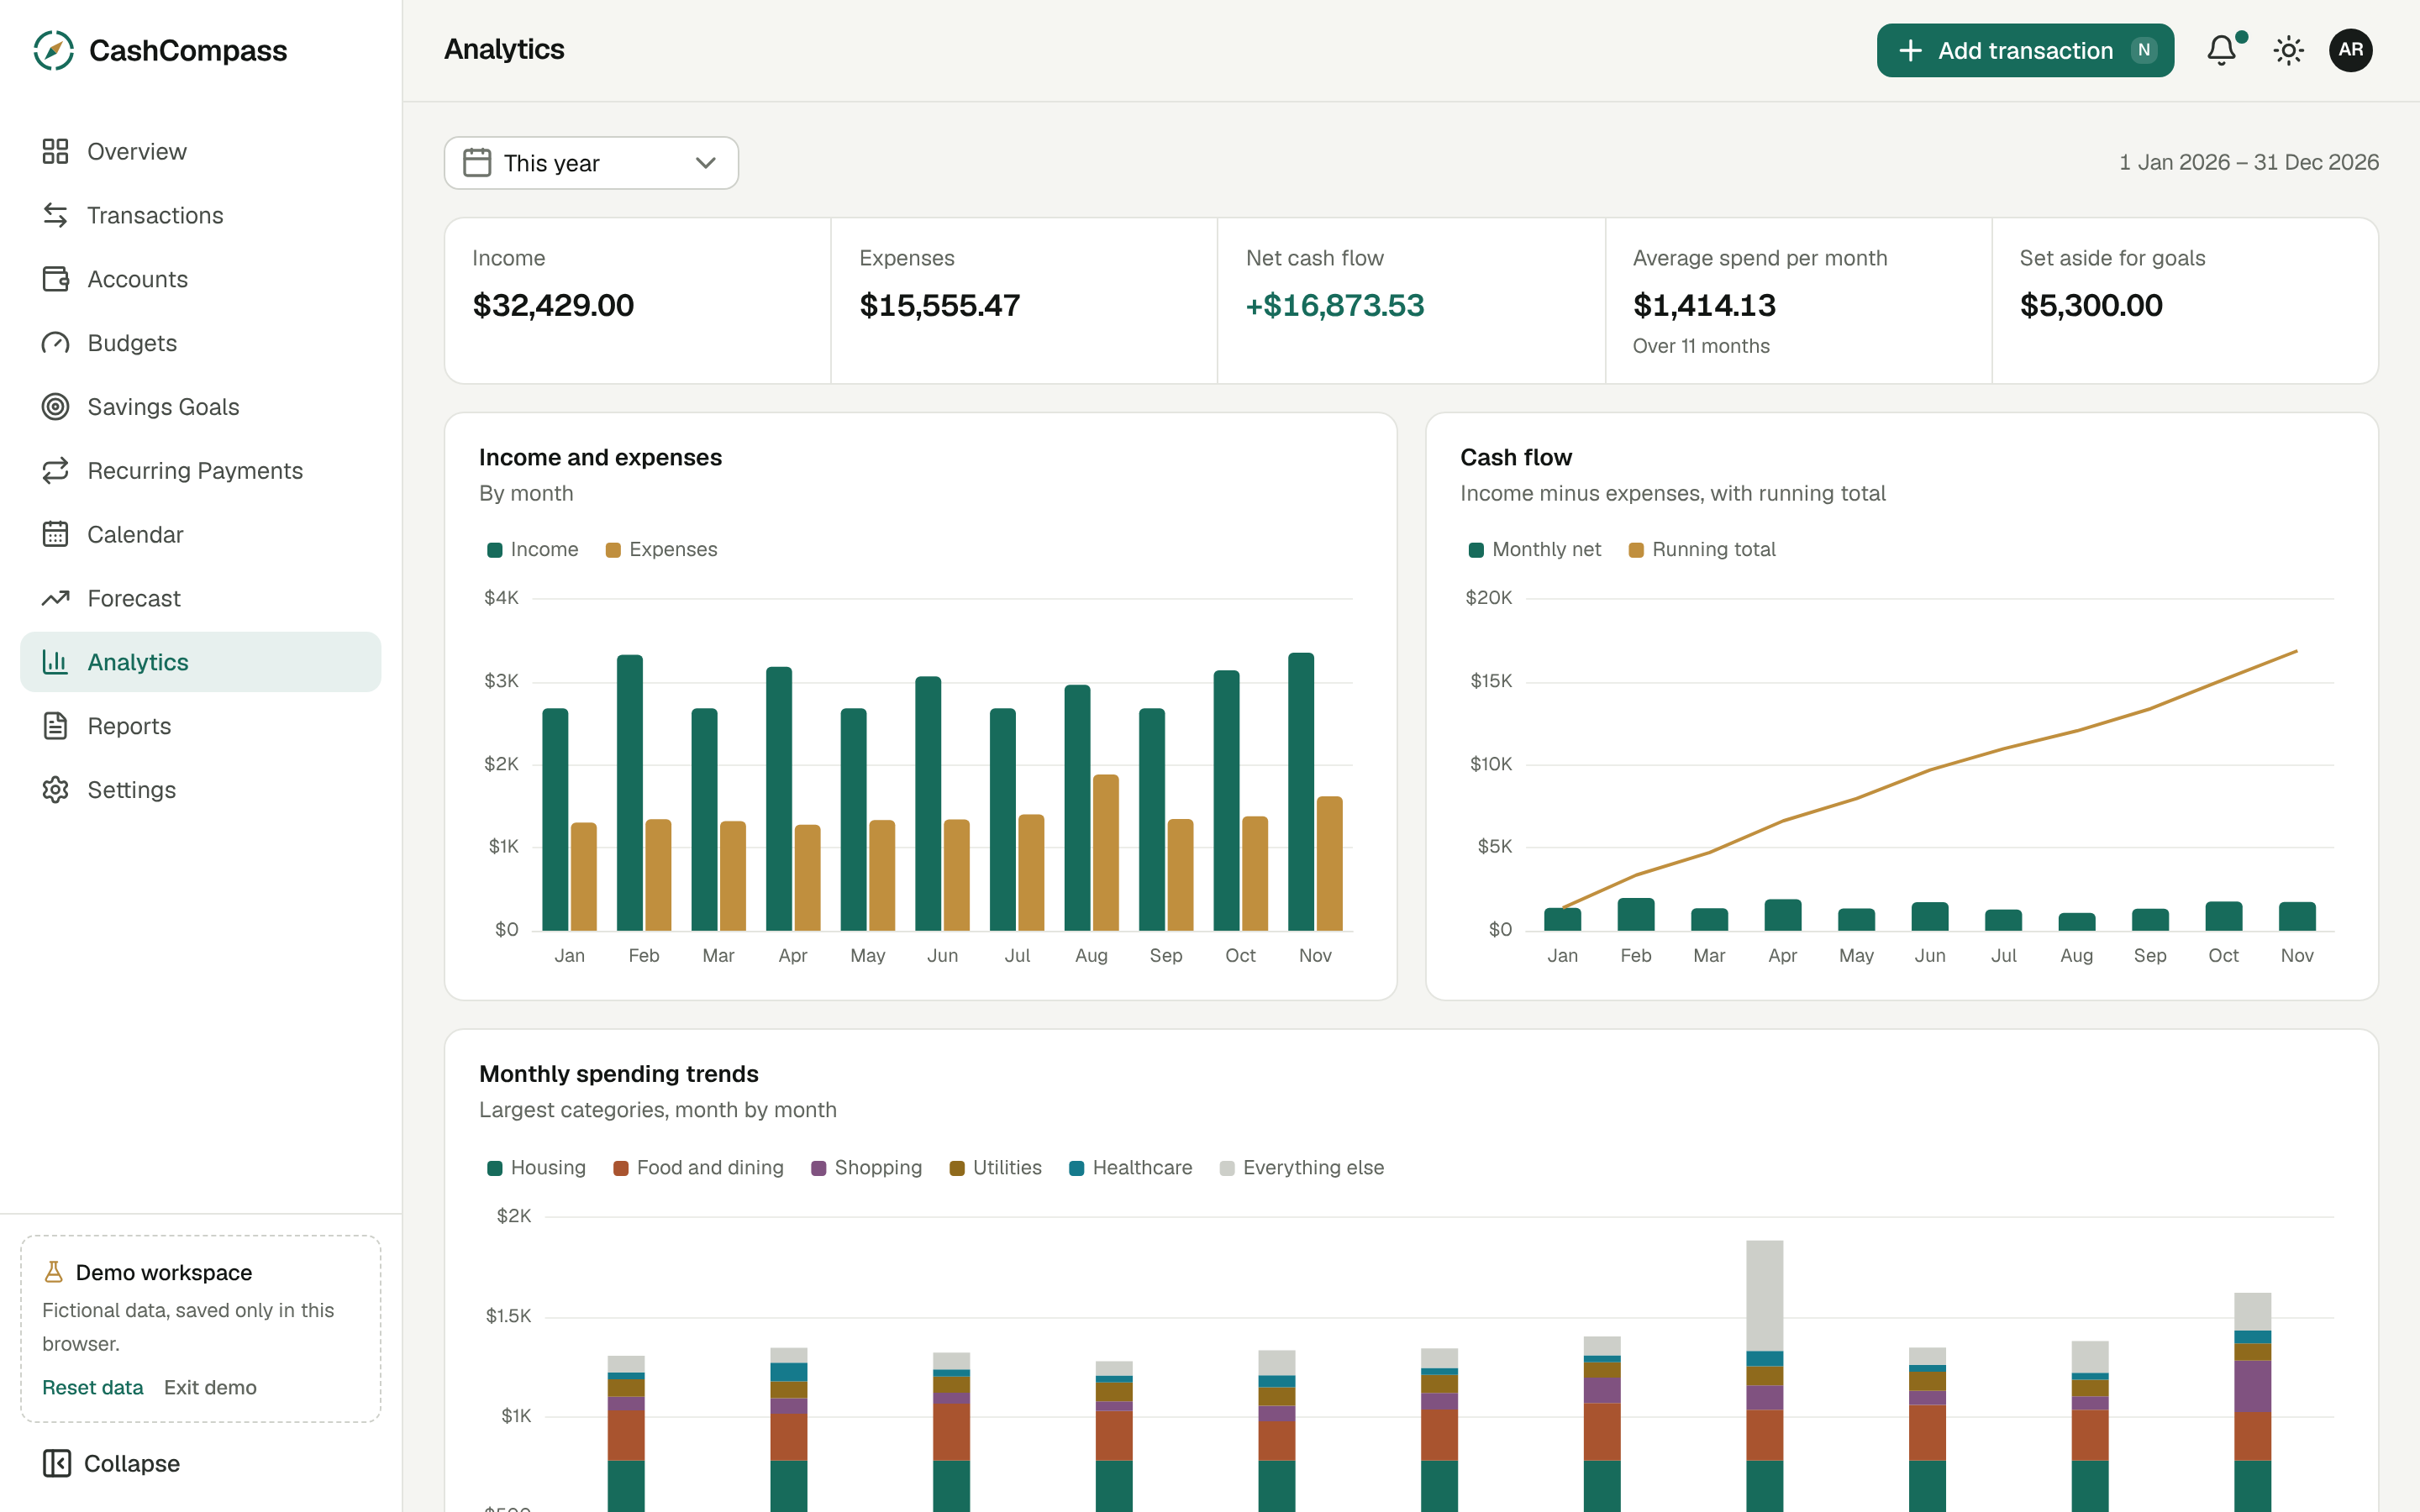 CashCompass
Overview
Transactions
Accounts
Budgets
Savings Goals
Recurring Payments
Calendar
Forecast
Analytics
Reports
Settings
Demo workspace
Fictional data, saved only in this
browser.
Reset data Exit demo
Collapse
Analytics
Add transaction N
AR
This year
1 Jan 2026 – 31 Dec 2026
Income
$32,429.00
Expenses
$15,555.47
Net cash flow
+$16,873.53
Average spend per month
$1,414.13
Over 11 months
Set aside for goals
$5,300.00
Income and expenses
By month
Income Expenses
$4K
$3K
$2K
$1K
$0
Jan Feb Mar Apr May Jun Jul Aug Sep Oct Nov
Cash flow
Income minus expenses, with running total
Monthly net Running total
$20K
$15K
$10K
$5K
$0
Jan Feb Mar Apr May Jun Jul Aug Sep Oct Nov
Monthly spending trends
Largest categories, month by month
Housing Food and dining Shopping Utilities Healthcare Everything else
$2K
$1.5K
$1K